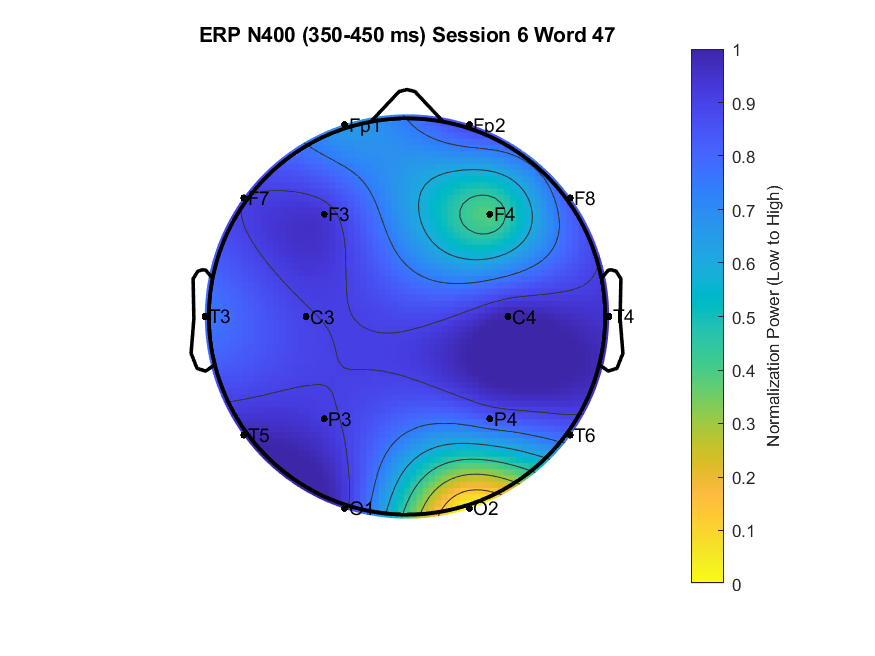 ERP N400 (350-450 ms) Session 6 Word 47
Fp1
Fp2
F7
F3
F4
F8
T3
C3
C4
T4
T5
P3
P4
T6
O1
O2
1
0.9
0.8
0.7
0.6
0.5
0.4
0.3
0.2
0.1
0
Normalization Power (Low to High)